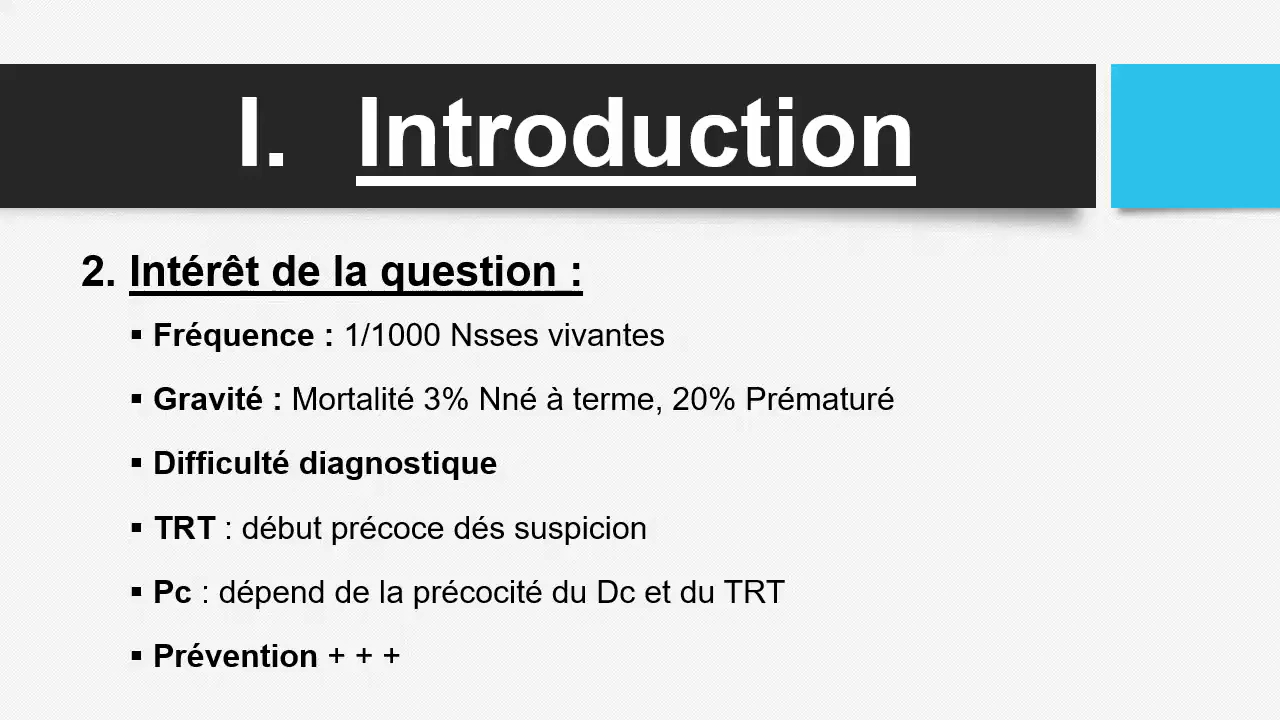 I. Introduction
2. Intérêt de la question :
▪ Fréquence : 1/1000 Nsses vivantes
▪ Gravité : Mortalité 3% Nné à terme, 20% Prématuré
▪ Difficulté diagnostique
▪ TRT : début précoce dés suspicion
▪ Pc : dépend de la précocité du Dc et du TRT
▪ Prévention + + +